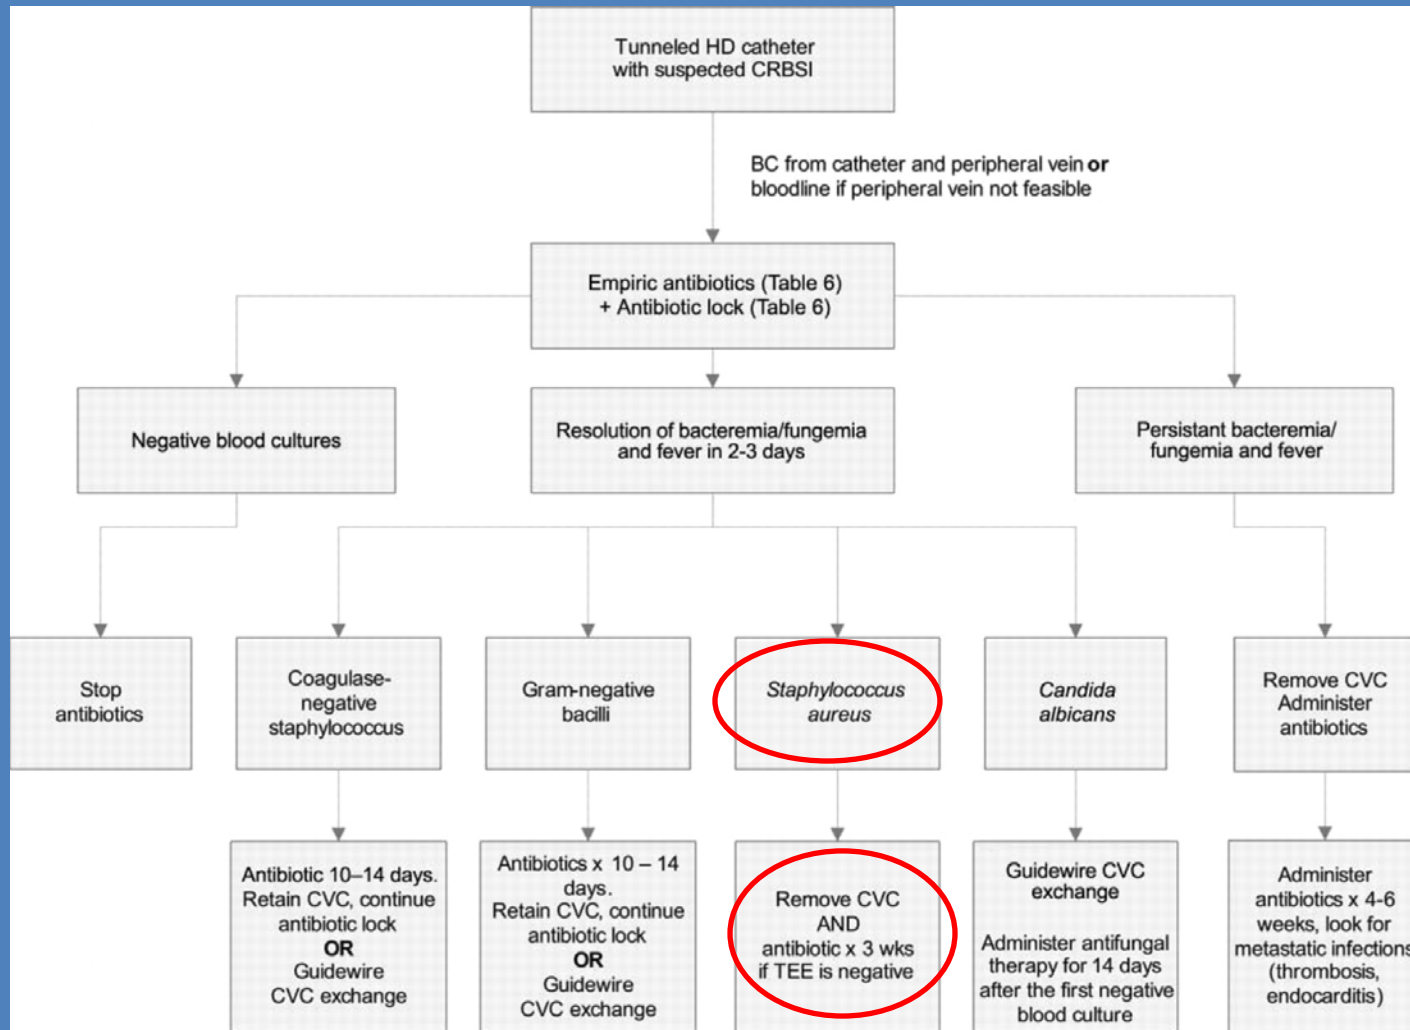 Tunneled HD catheter
with suspected CRBSI
BC from catheter and peripheral vein or
bloodline if peripheral vein not feasible
Empiric antibiotics (Table 6)
+ Antibiotic lock (Table 6)
Negative blood cultures
Resolution of bacteremia/fungemia
and fever in 2-3 days
Persistant bacteremia/
fungemia and fever
Stop
antibiotics
Coagulase-
negative
staphylococcus
Gram-negative
bacilli
Staphylococcus
aureus
Candida
albicans
Remove CVC
Administer
antibiotics
Antibiotic 10–14 days.
Retain CVC, continue
antibiotic lock
OR
Guidewire
CVC exchange
Antibiotics x 10 – 14
days.
Retain CVC, continue
antibiotic lock
OR
Guidewire
CVC exchange
Remove CVC
AND
antibiotic x 3 wks
if TEE is negative
Guidewire CVC
exchange
Administer antifungal
therapy for 14 days
after the first negative
blood culture
Administer
antibiotics x 4-6
weeks, look for
metastatic infections
(thrombosis,
endocarditis)